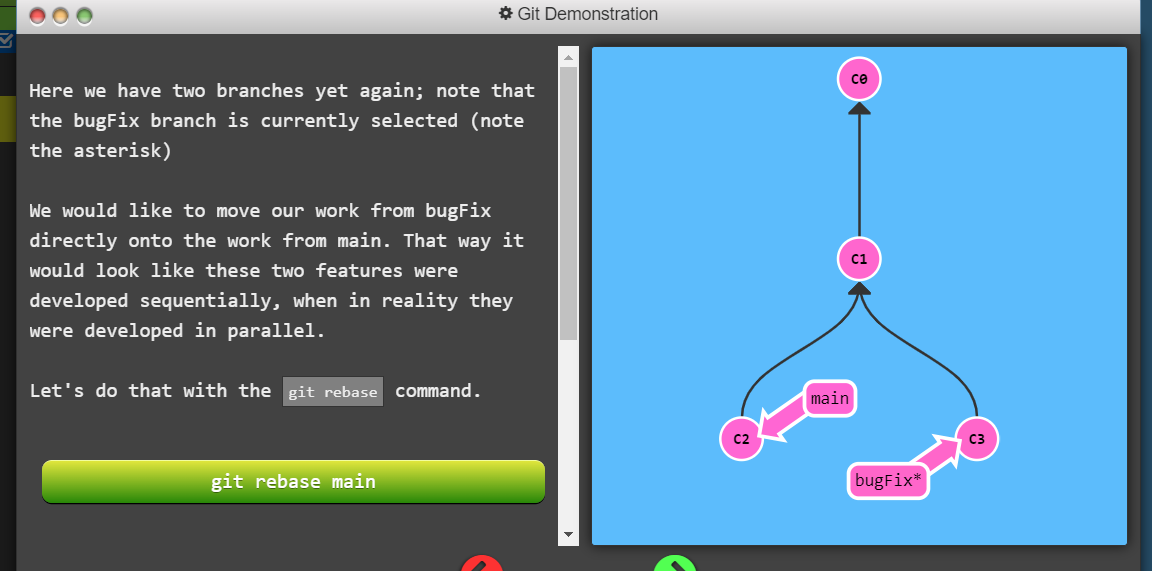 Git Demonstration
Here we have two branches yet again; note that
the bugFix branch is currently selected (note
the asterisk)
We would like to move our work from bugFix
directly onto the work from main. That way it
would look like these two features were
developed sequentially, when in reality they
were developed in parallel.
Let's do that with the git rebase command.
git rebase main
C0
C1
main
C2
C3
bugFix*